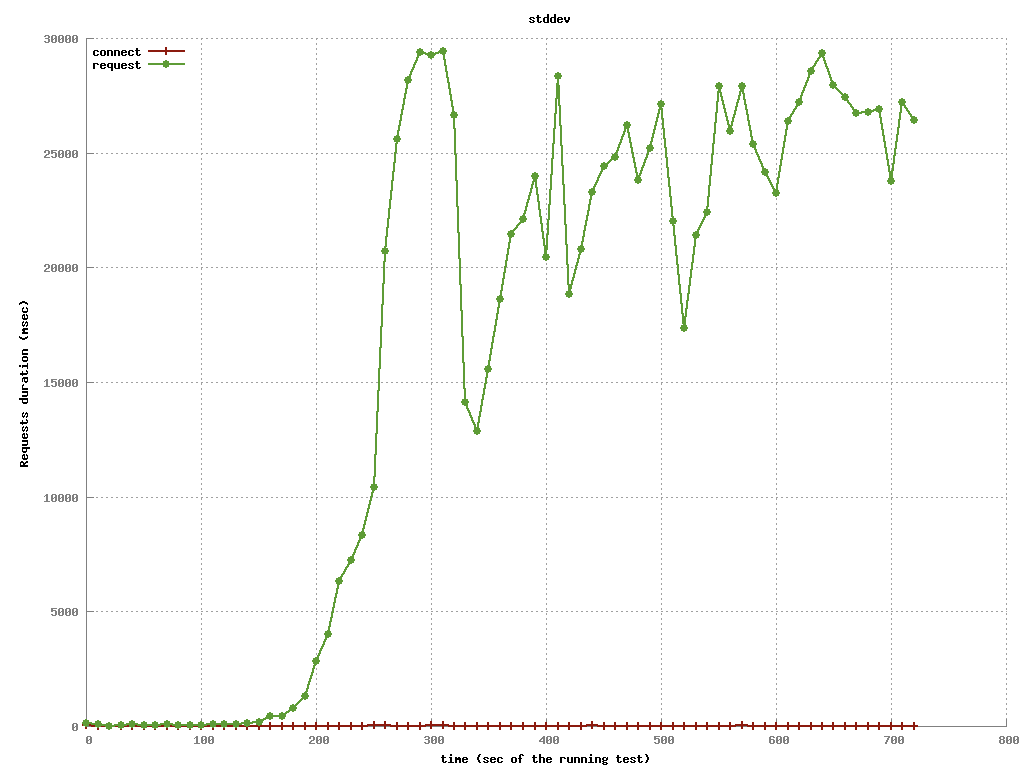 stddev
30000
connect
request
25000
20000
15000
10000
5000
0
Requests duration (msec)
0 100 200 300 400 500 600 700 800
time (sec of the running test)